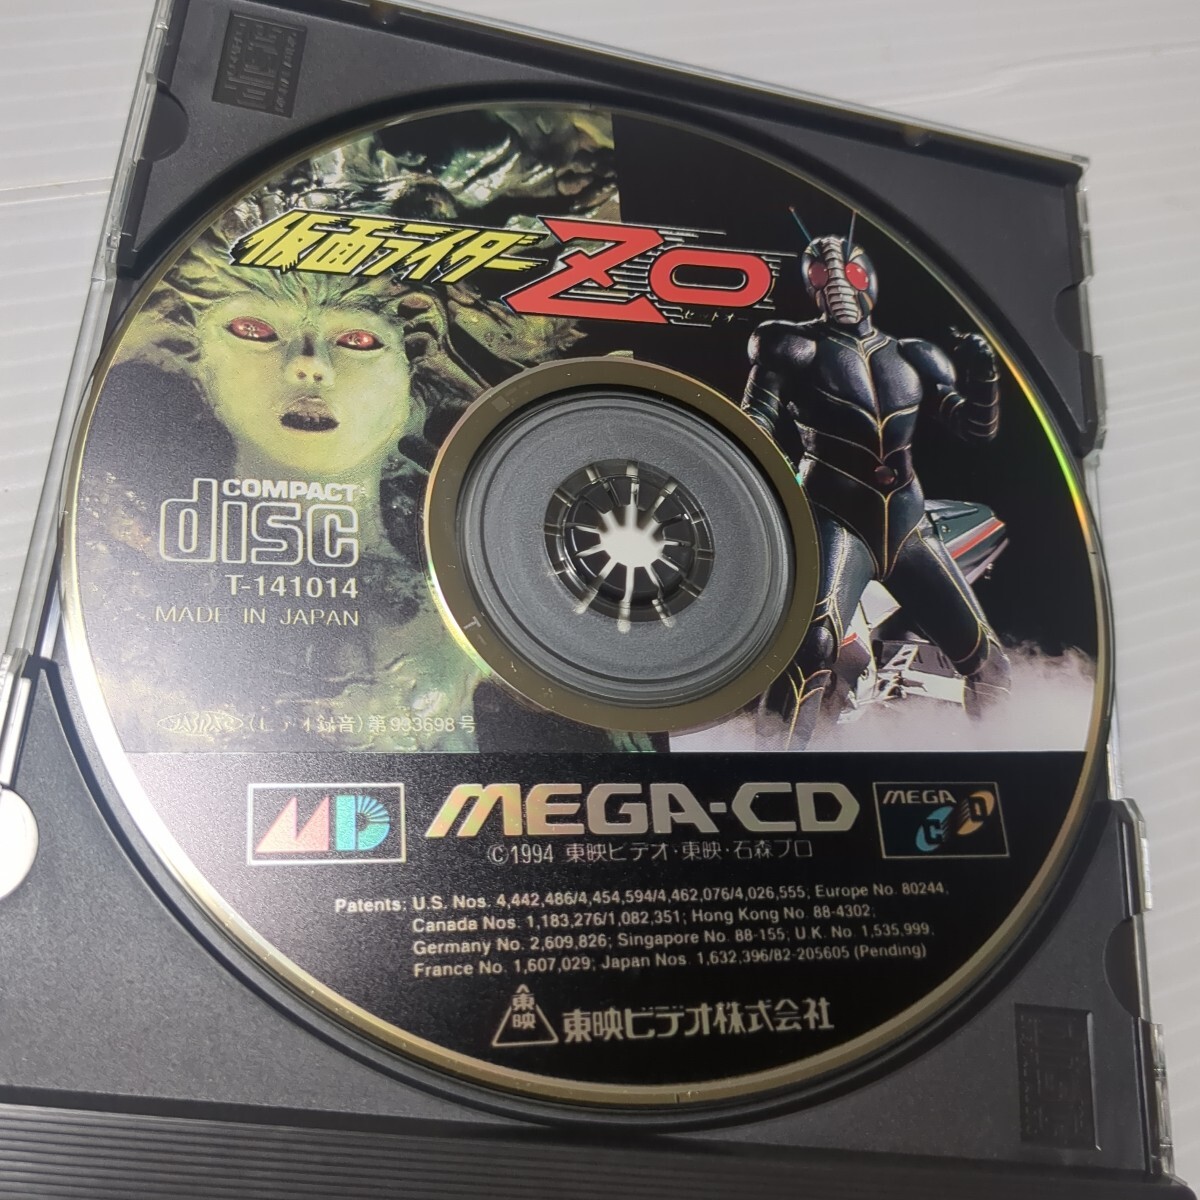 仮面ライダー ZO
ゼットオー
COMPACT
disc
T-141014
MADE IN JAPAN
(ビデオ録音)第993698号
MD
MEGA-CD
MEGA
CD
©1994 東映ビデオ・東映・石森プロ
Patents: U.S. Nos. 4,442,486/4,454,594/4,462,076/4,026,555; Europe No. 80244,
Canada Nos. 1,183,276/1,082,351; Hong Kong No. 88-4302;
Germany No. 2,609,826; Singapore No. 88-155; U.K. No. 1,535,999,
France No. 1,607,029; Japan Nos. 1,632,396/82-205605 (Pending)
東映
東映ビデオ株式会社